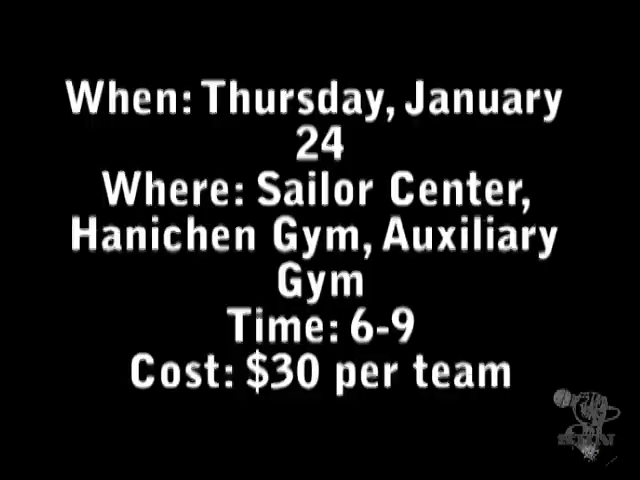 When: Thursday, January
24
Where: Sailor Center,
Hanichen Gym, Auxiliary
Gym
Time: 6-9
Cost: $30 per team